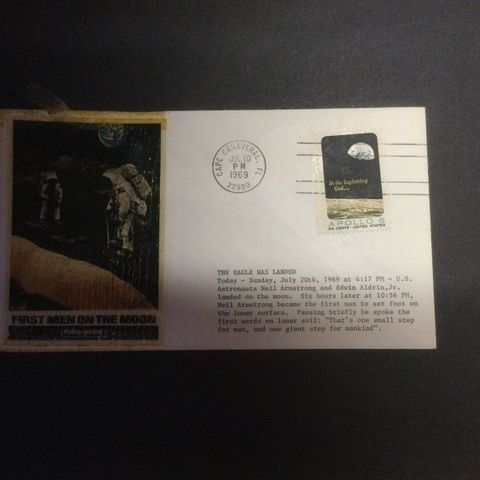 CAPE CANAVERAL, FL
JUL 20
PM
1969
32920
In the beginning
God...
APOLLO 8
SIX CENTS · UNITED STATES
THE EAGLE HAS LANDED
Today - Sunday, July 20th, 1969 at 4:17 PM - U.S.
Astronauts Neil Armstrong and Edwin Aldrin,Jr.
landed on the moon. Six hours later at 10:56 PM,
Neil Armstrong became the first man to set foot on
the lunar surface. Pausing briefly he spoke the
first words on lunar soil: "That's one small step
for man, and one giant step for mankind".
FIRST MEN ON THE MOON